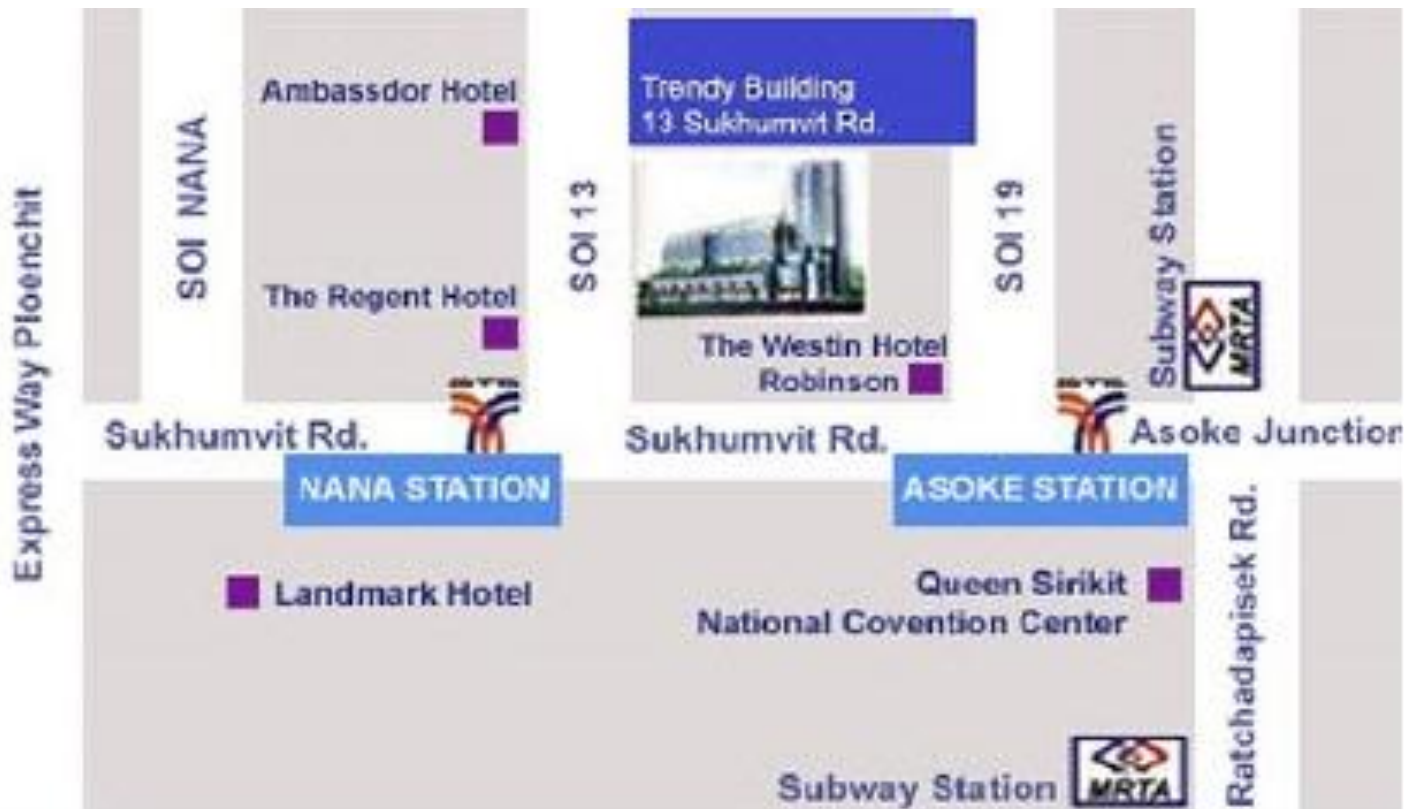 Ambassdor Hotel
Trendy Building
13 Sukhumvit Rd.
SOI NANA
SOI 13
SOI 19
Subway Station
MRTA
Express Way Ploenchit
The Regent Hotel
The Westin Hotel
Robinson
Sukhumvit Rd.
Sukhumvit Rd.
Asoke Junction
NANA STATION
ASOKE STATION
Landmark Hotel
Queen Sirikit
National Covention Center
Ratchadapisek Rd.
Subway Station
MRTA